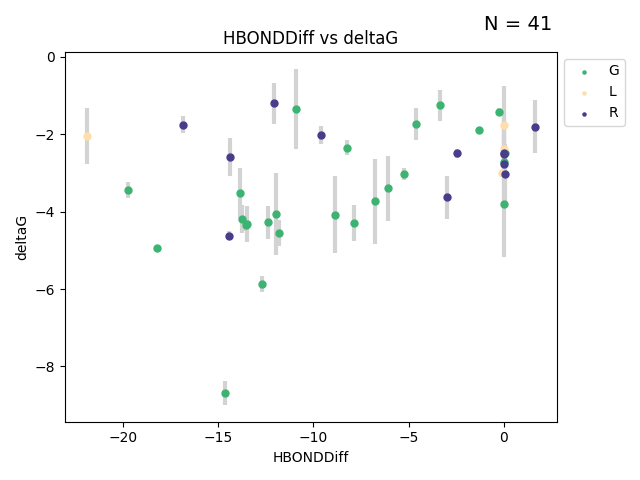 N = 41
HBONDDiff vs deltaG
G
L
R
deltaG
0
−2
−4
−6
−8
−20
−15
−10
−5
0
HBONDDiff